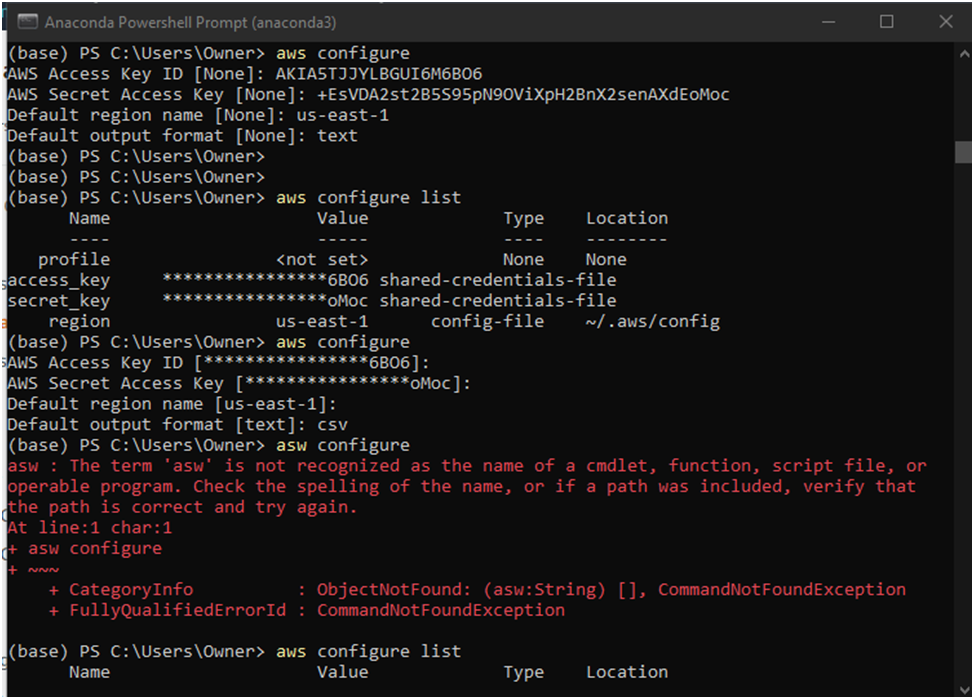 Anaconda Powershell Prompt (anaconda3)
(base) PS C:\Users\Owner> aws configure
AWS Access Key ID [None]: AKIA5TJJYLBGUI6M6BO6
AWS Secret Access Key [None]: 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
Default region name [None]: us-east-1
Default output format [None]: text
(base) PS C:\Users\Owner>
(base) PS C:\Users\Owner>
(base) PS C:\Users\Owner> aws configure list
Name Value Type Location
---- ----- ---- --------
profile <not set> None None
access_key ****************6BO6 shared-credentials-file
secret_key ****************oMoc shared-credentials-file
region us-east-1 config-file ~/.aws/config
(base) PS C:\Users\Owner> aws configure
AWS Access Key ID [****************6BO6]:
AWS Secret Access Key [****************oMoc]:
Default region name [us-east-1]:
Default output format [text]: csv
(base) PS C:\Users\Owner> asw configure
asw : The term 'asw' is not recognized as the name of a cmdlet, function, script file, or
operable program. Check the spelling of the name, or if a path was included, verify that
the path is correct and try again.
At line:1 char:1
+ asw configure
+ ~~~
+ CategoryInfo : ObjectNotFound: (asw:String) [], CommandNotFoundException
+ FullyQualifiedErrorId : CommandNotFoundException
(base) PS C:\Users\Owner> aws configure list
Name Value Type Location